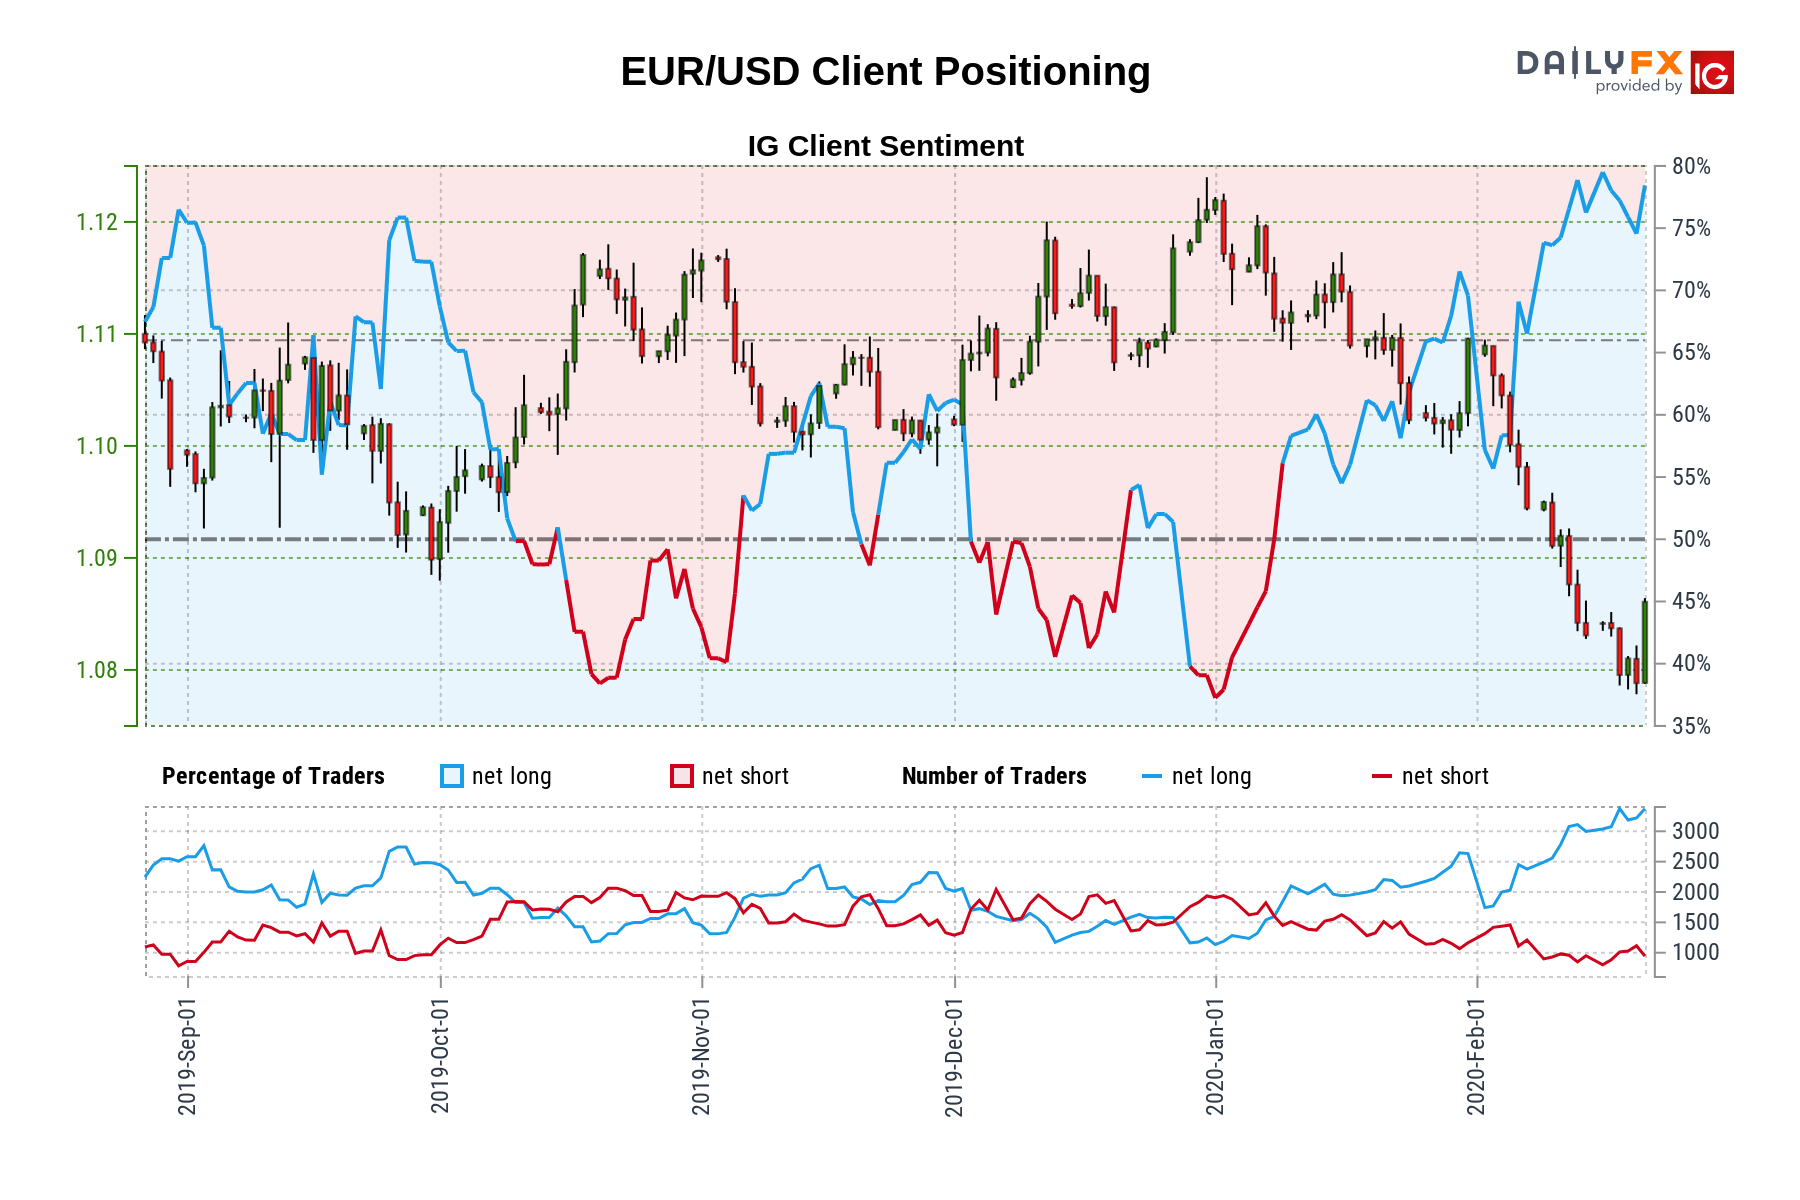 EUR/USD Client Positioning
DAILYFX
provided by IG
IG Client Sentiment
1.12
1.11
1.10
1.09
1.08
80%
75%
70%
65%
60%
55%
50%
45%
40%
35%
Percentage of Traders net long net short Number of Traders net long net short
3000
2500
2000
1500
1000
2019-Sep-01
2019-Oct-01
2019-Nov-01
2019-Dec-01
2020-Jan-01
2020-Feb-01